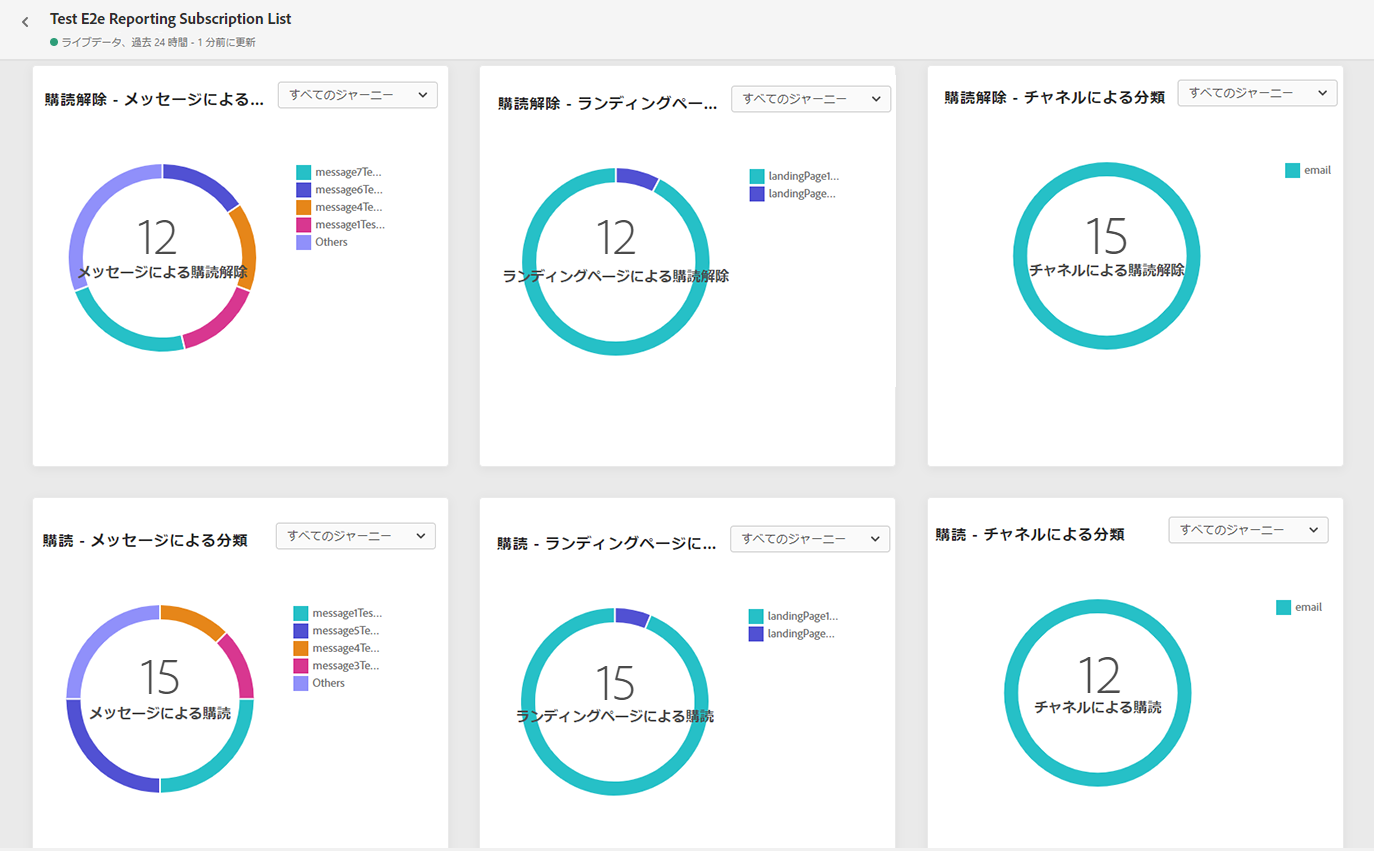 Test E2e Reporting Subscription List
ライブデータ、過去 24 時間 - 1 分前に更新
購読解除 - メッセージによる...
すべてのジャーニー
12
メッセージによる購読解除
message7Te...
message6Te...
message4Te...
message1Tes...
Others
購読解除 - ランディングペー...
すべてのジャーニー
12
ランディングページによる購読解除
landingPage1...
landingPage...
購読解除 - チャネルによる分類
すべてのジャーニー
15
チャネルによる購読解除
email
購読 - メッセージによる分類
すべてのジャーニー
15
メッセージによる購読
message1Tes...
message5Te...
message4Te...
message3Te...
Others
購読 - ランディングページに...
すべてのジャーニー
15
ランディングページによる購読
landingPage1...
landingPage...
購読 - チャネルによる分類
すべてのジャーニー
12
チャネルによる購読
email